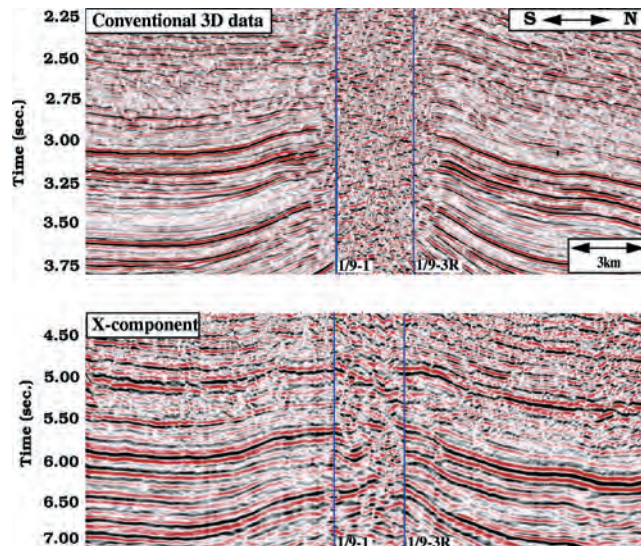 Conventional 3D data
S N
2.25
2.50
2.75
3.00
3.25
3.50
3.75
Time (sec.)
1/9-1
1/9-3R
3km
X-component
4.50
5.00
5.50
6.00
6.50
7.00
Time (sec.)
1/9-1
1/9-3R